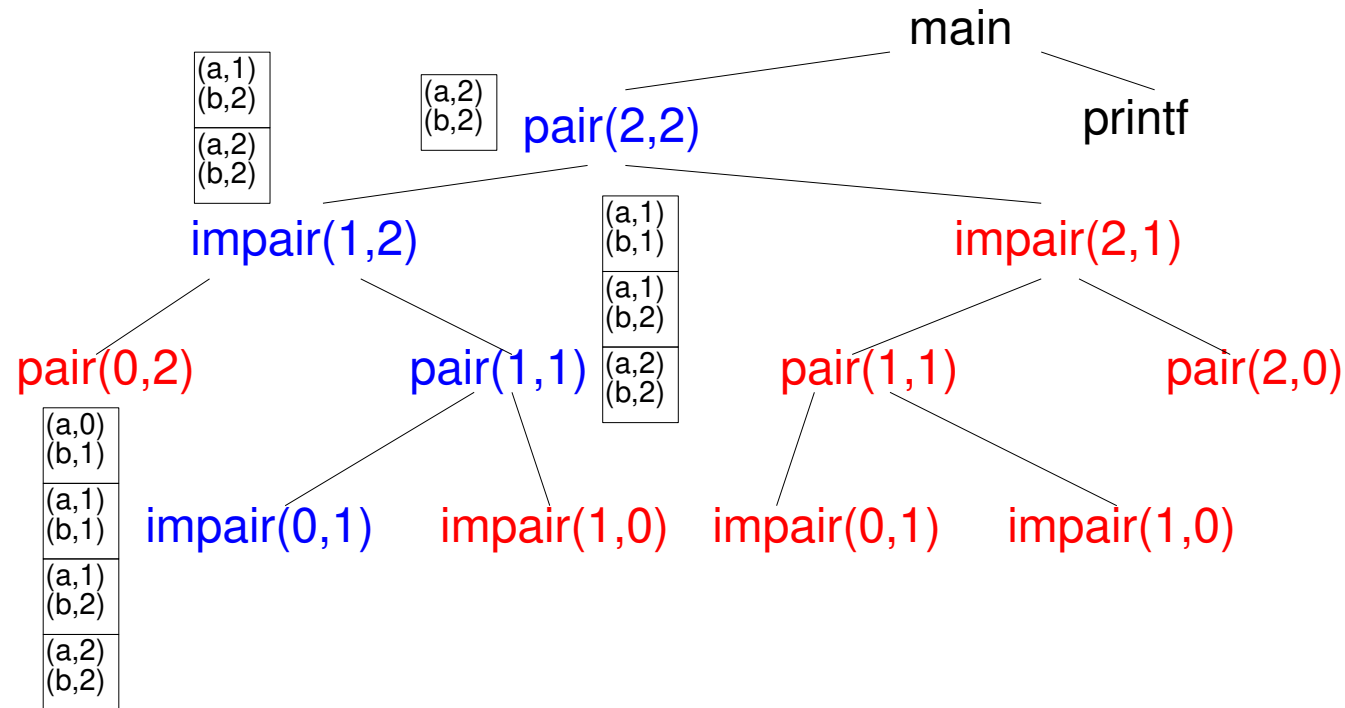 main
(a,1)
(b,2)
(a,2)
(b,2)
(a,2)
(b,2)
pair(2,2)
printf
impair(1,2)
(a,1)
(b,1)
(a,1)
(b,2)
(a,2)
(b,2)
impair(2,1)
pair(0,2)
pair(1,1)
pair(1,1)
pair(2,0)
(a,0)
(b,1)
(a,1)
(b,1)
(a,1)
(b,2)
(a,2)
(b,2)
impair(0,1)
impair(1,0)
impair(0,1)
impair(1,0)